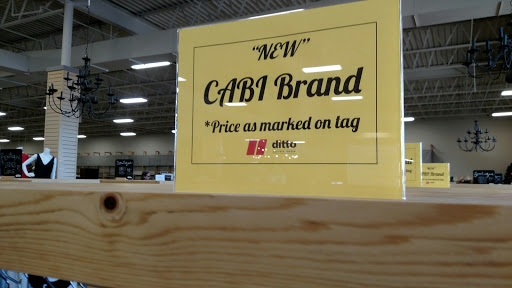 "NEW"
CABI Brand
*Price as marked on tag
ditto